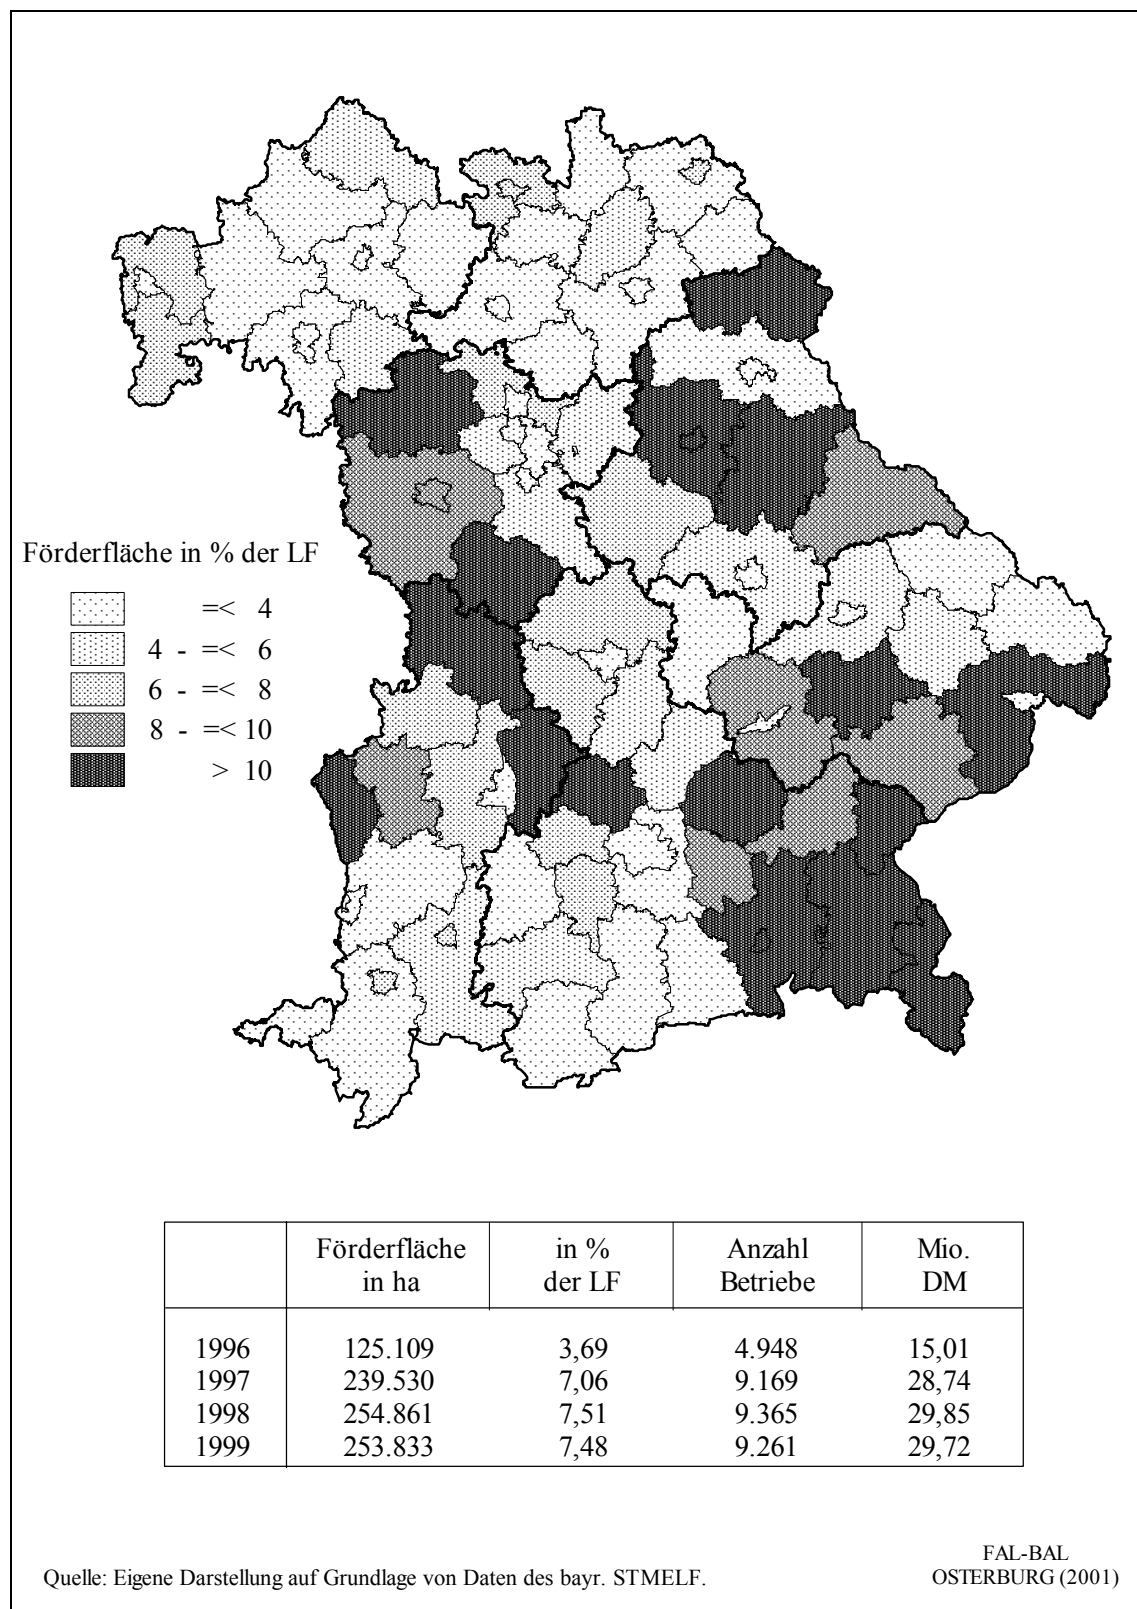 Förderfläche in % der LF
=< 4
4 - =< 6
6 - =< 8
8 - =< 10
> 10
Förderfläche in ha in % der LF Anzahl Betriebe Mio. DM
1996 125.109 3,69 4.948 15,01
1997 239.530 7,06 9.169 28,74
1998 254.861 7,51 9.365 29,85
1999 253.833 7,48 9.261 29,72
Quelle: Eigene Darstellung auf Grundlage von Daten des bayr. STMELF.
FAL-BAL
OSTERBURG (2001)